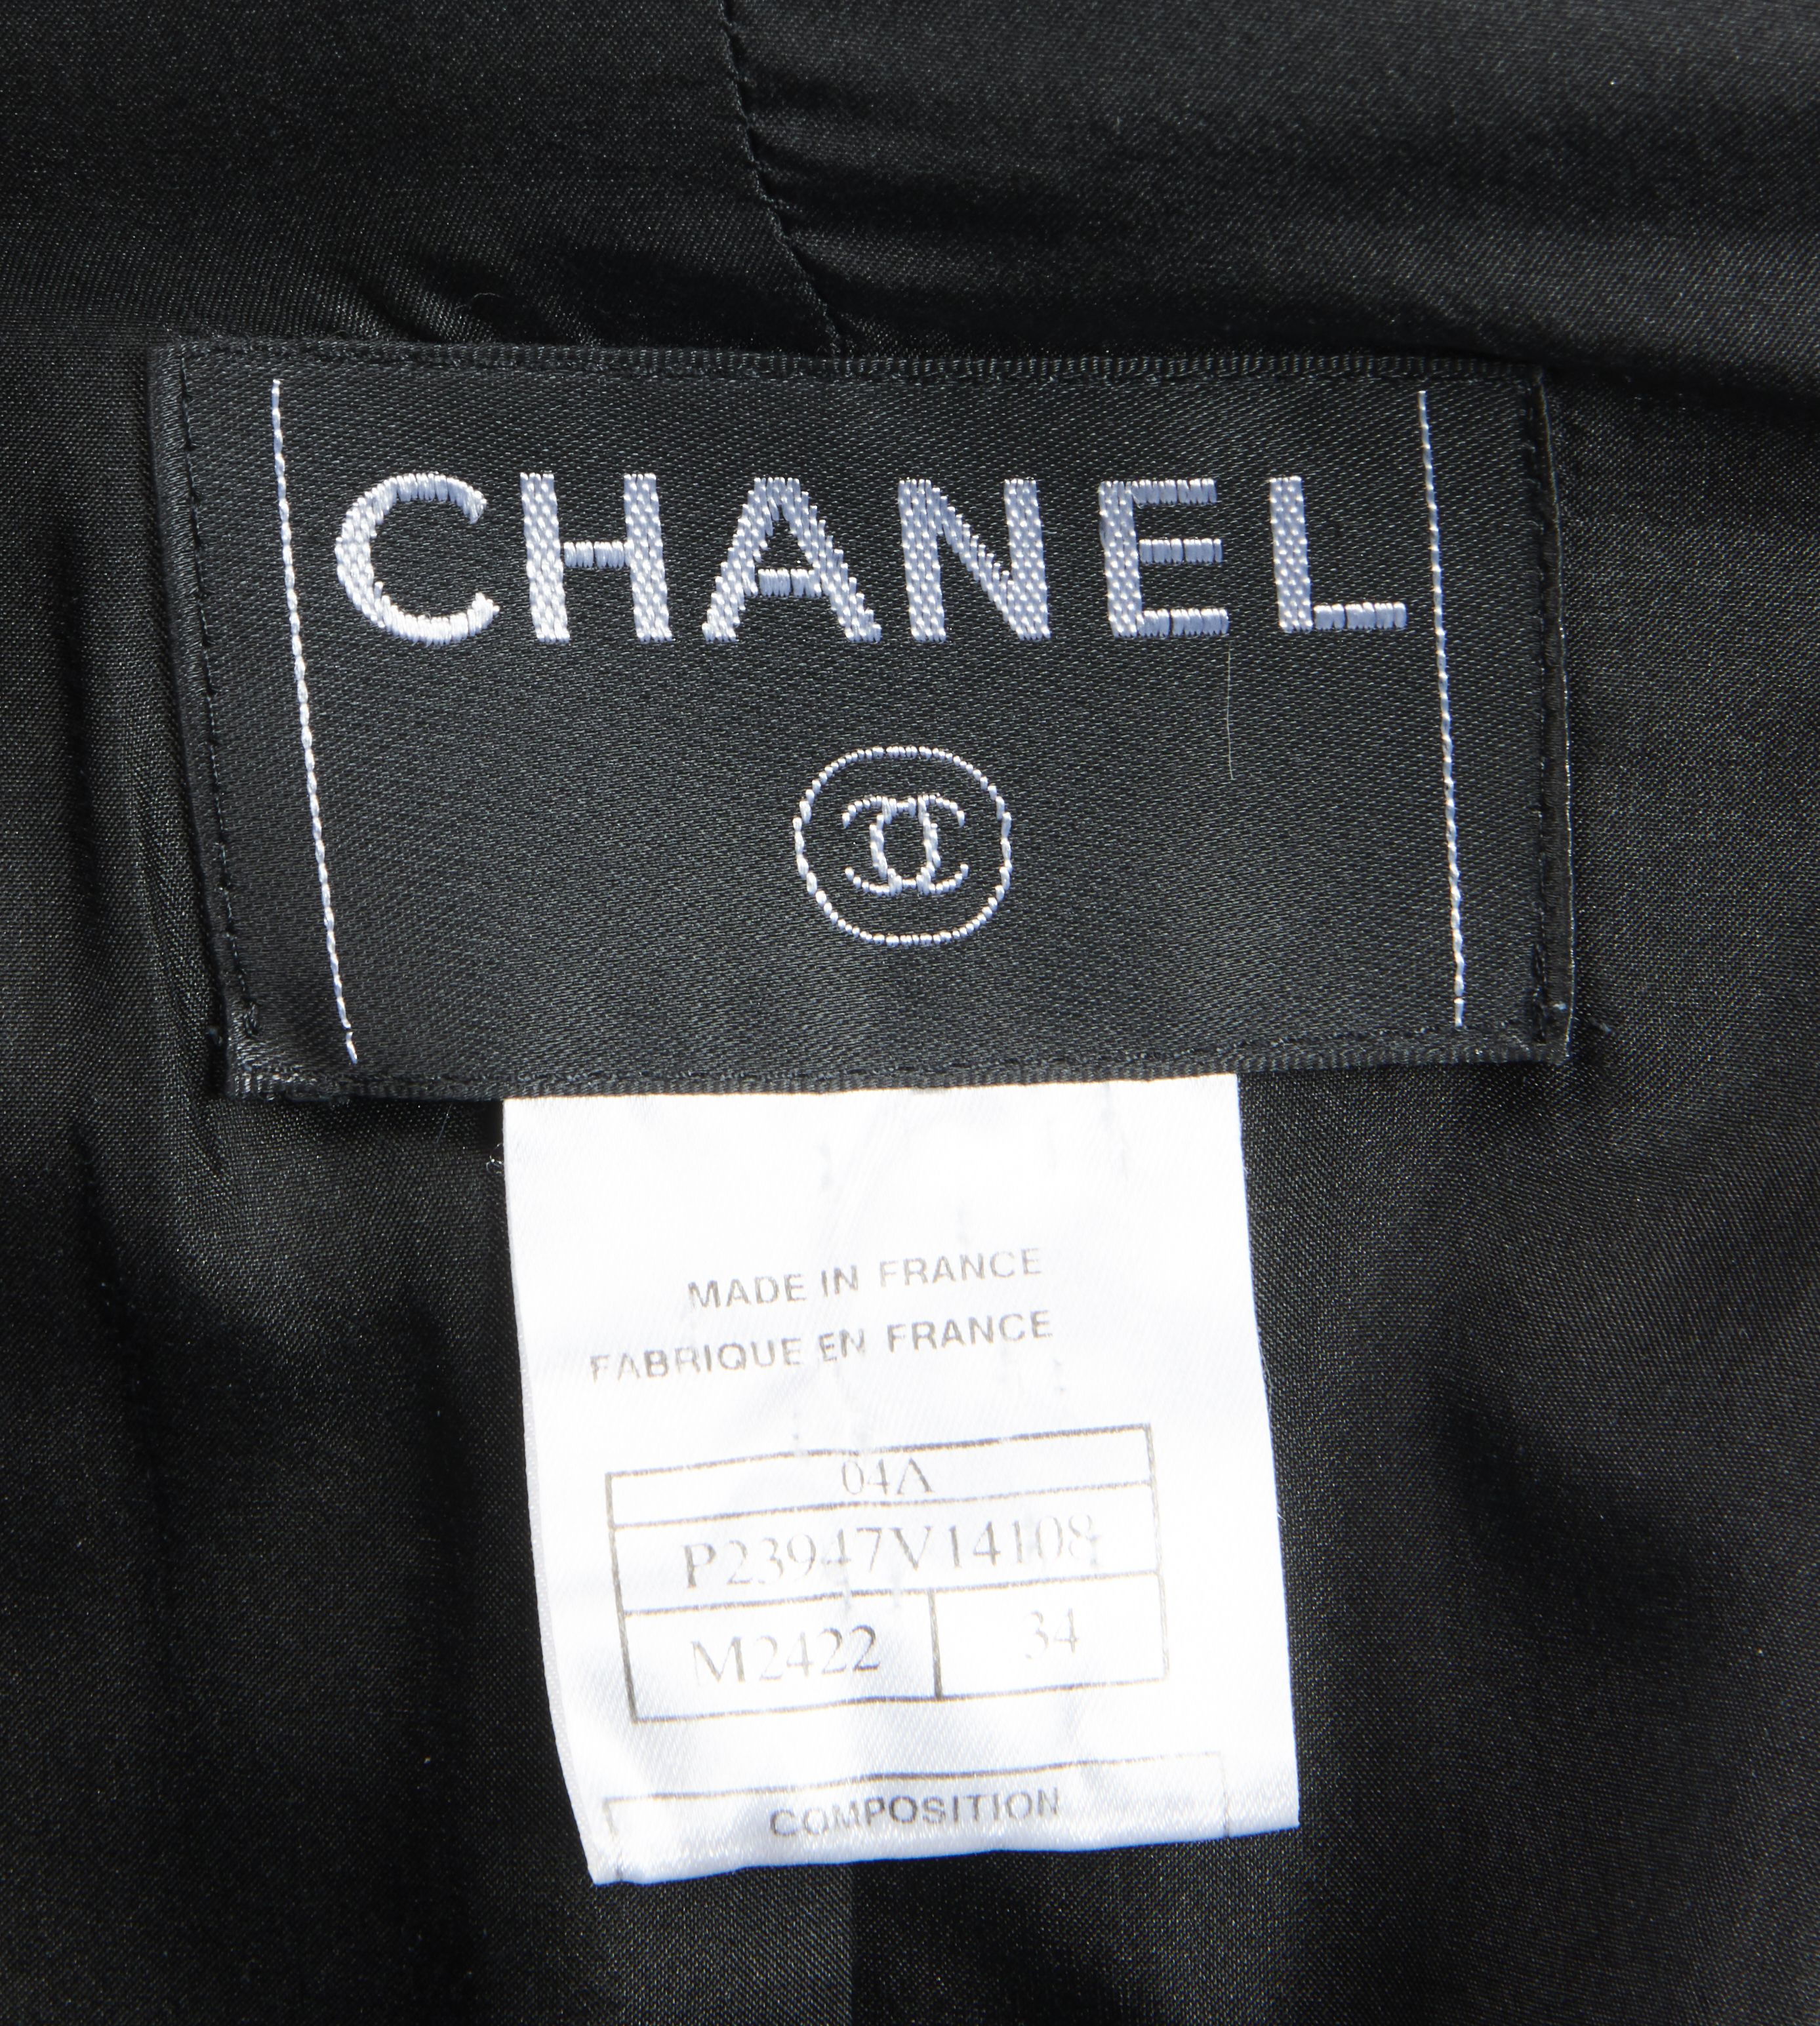 CHANEL
MADE IN FRANCE
FABRIQUE EN FRANCE
04A
P23947V14108
M2422 34
COMPOSITION